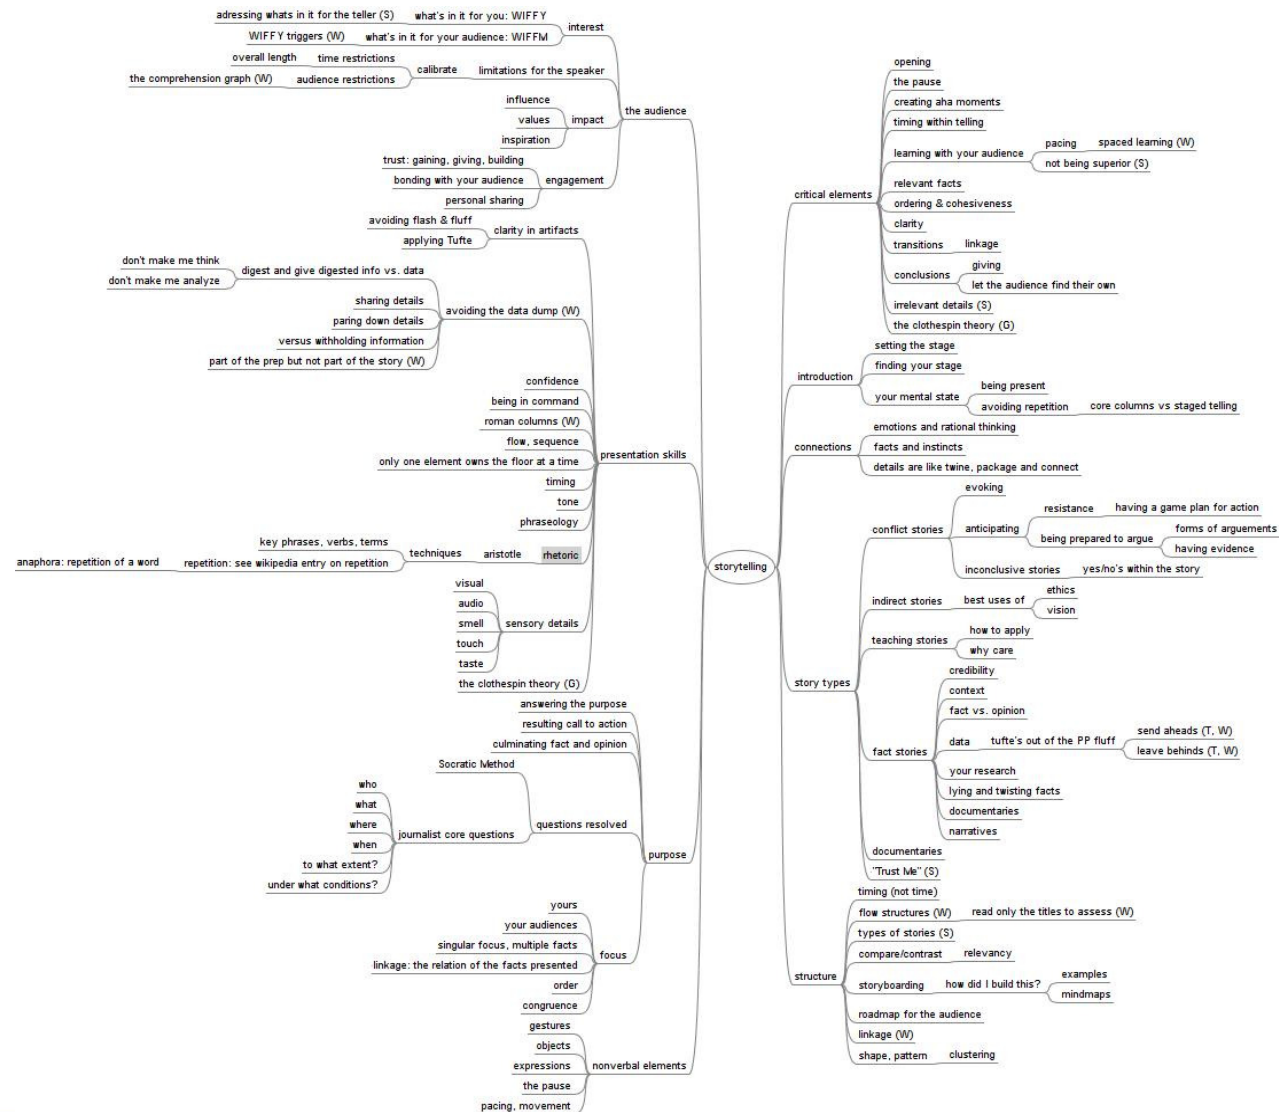 storytelling
the audience
interest
what's in it for you: WIFFY
adressing whats in it for the teller (S)
what's in it for your audience: WIFFM
WIFFY triggers (W)
limitations for the speaker
calibrate
time restrictions
overall length
audience restrictions
the comprehension graph (W)
impact
influence
values
inspiration
engagement
trust: gaining, giving, building
bonding with your audience
personal sharing
presentation skills
clarity in artifacts
avoiding flash & fluff
applying Tufte
avoiding the data dump (W)
digest and give digested info vs. data
don't make me think
don't make me analyze
sharing details
paring down details
versus withholding information
part of the prep but not part of the story (W)
confidence
being in command
roman columns (W)
flow, sequence
only one element owns the floor at a time
timing
tone
phraseology
rhetoric
aristotle
techniques
key phrases, verbs, terms
repetition: see wikipedia entry on repetition
anaphora: repetition of a word
sensory details
visual
audio
smell
touch
taste
the clothespin theory (G)
purpose
answering the purpose
resulting call to action
culminating fact and opinion
questions resolved
Socratic Method
journalist core questions
who
what
where
when
to what extent?
under what conditions?
focus
yours
your audiences
singular focus, multiple facts
linkage: the relation of the facts presented
order
congruence
nonverbal elements
gestures
objects
expressions
the pause
pacing, movement
critical elements
opening
the pause
creating aha moments
timing within telling
learning with your audience
pacing
spaced learning (W)
not being superior (S)
relevant facts
ordering & cohesiveness
clarity
transitions
linkage
conclusions
giving
let the audience find their own
irrelevant details (S)
the clothespin theory (G)
introduction
setting the stage
finding your stage
your mental state
being present
avoiding repetition
core columns vs staged telling
connections
emotions and rational thinking
facts and instincts
details are like twine, package and connect
story types
conflict stories
evoking
anticipating
resistance
having a game plan for action
being prepared to argue
forms of arguements
having evidence
inconclusive stories
yes/no's within the story
indirect stories
best uses of
ethics
vision
teaching stories
how to apply
why care
fact stories
credibility
context
fact vs. opinion
data
tufte's out of the PP fluff
send aheads (T, W)
leave behinds (T, W)
your research
lying and twisting facts
documentaries
narratives
documentaries
"Trust Me" (S)
structure
timing (not time)
flow structures (W)
read only the titles to assess (W)
types of stories (S)
compare/contrast
relevancy
storyboarding
how did I build this?
examples
mindmaps
roadmap for the audience
linkage (W)
shape, pattern
clustering